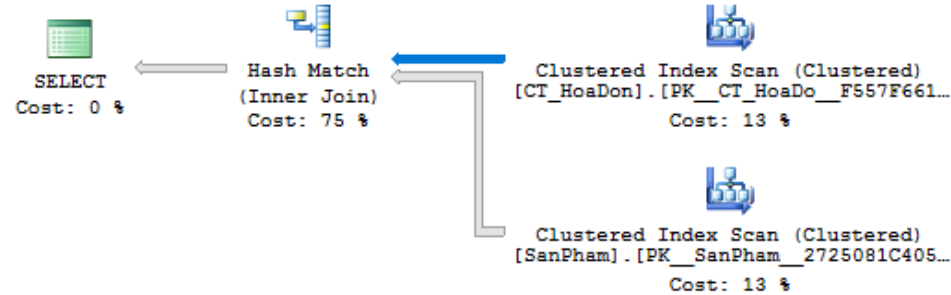 SELECT
Cost: 0 %
Hash Match
(Inner Join)
Cost: 75 %
Clustered Index Scan (Clustered)
[CT_HoaDon].[PK__CT_HoaDo__F557F661…
Cost: 13 %
Clustered Index Scan (Clustered)
[SanPham].[PK__SanPham__2725081C405…
Cost: 13 %